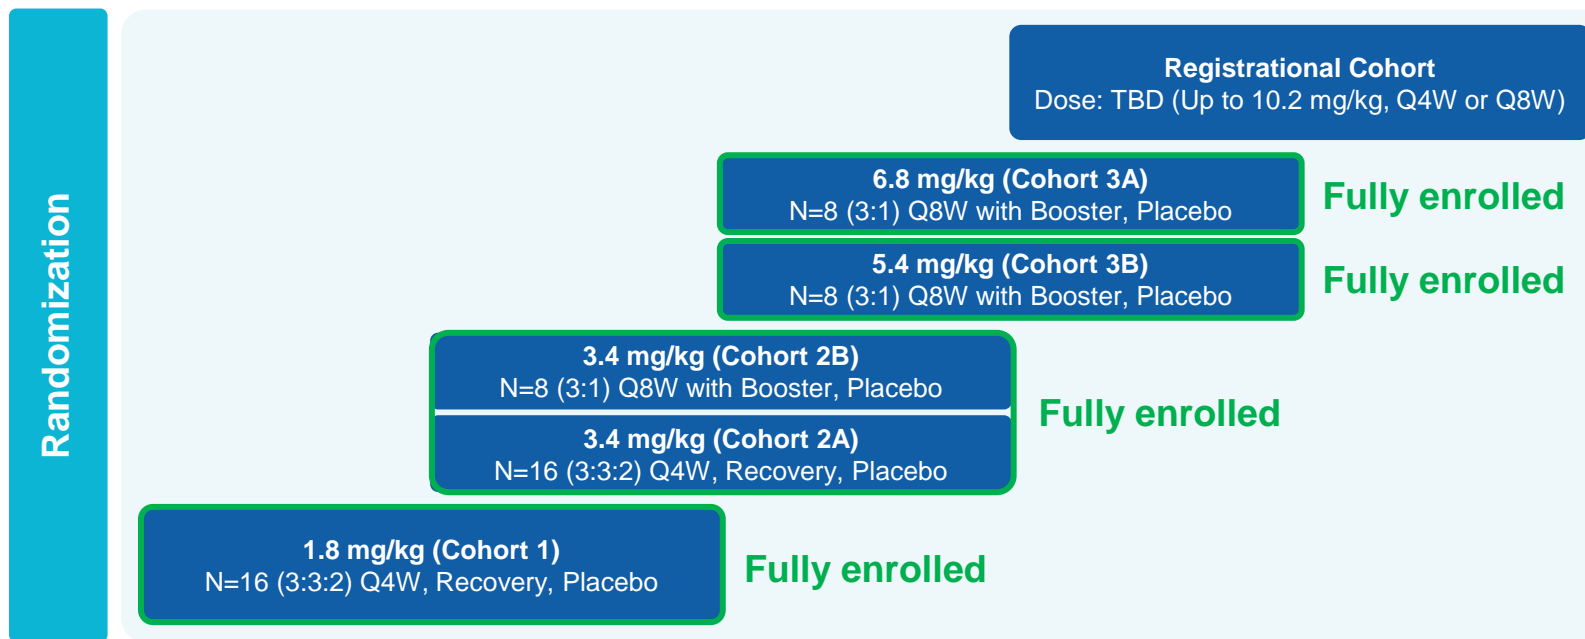 Randomization
Registrational Cohort
Dose: TBD (Up to 10.2 mg/kg, Q4W or Q8W)
6.8 mg/kg (Cohort 3A)
N=8 (3:1) Q8W with Booster, Placebo
Fully enrolled
5.4 mg/kg (Cohort 3B)
N=8 (3:1) Q8W with Booster, Placebo
Fully enrolled
3.4 mg/kg (Cohort 2B)
N=8 (3:1) Q8W with Booster, Placebo
Fully enrolled
3.4 mg/kg (Cohort 2A)
N=16 (3:3:2) Q4W, Recovery, Placebo
1.8 mg/kg (Cohort 1)
N=16 (3:3:2) Q4W, Recovery, Placebo
Fully enrolled